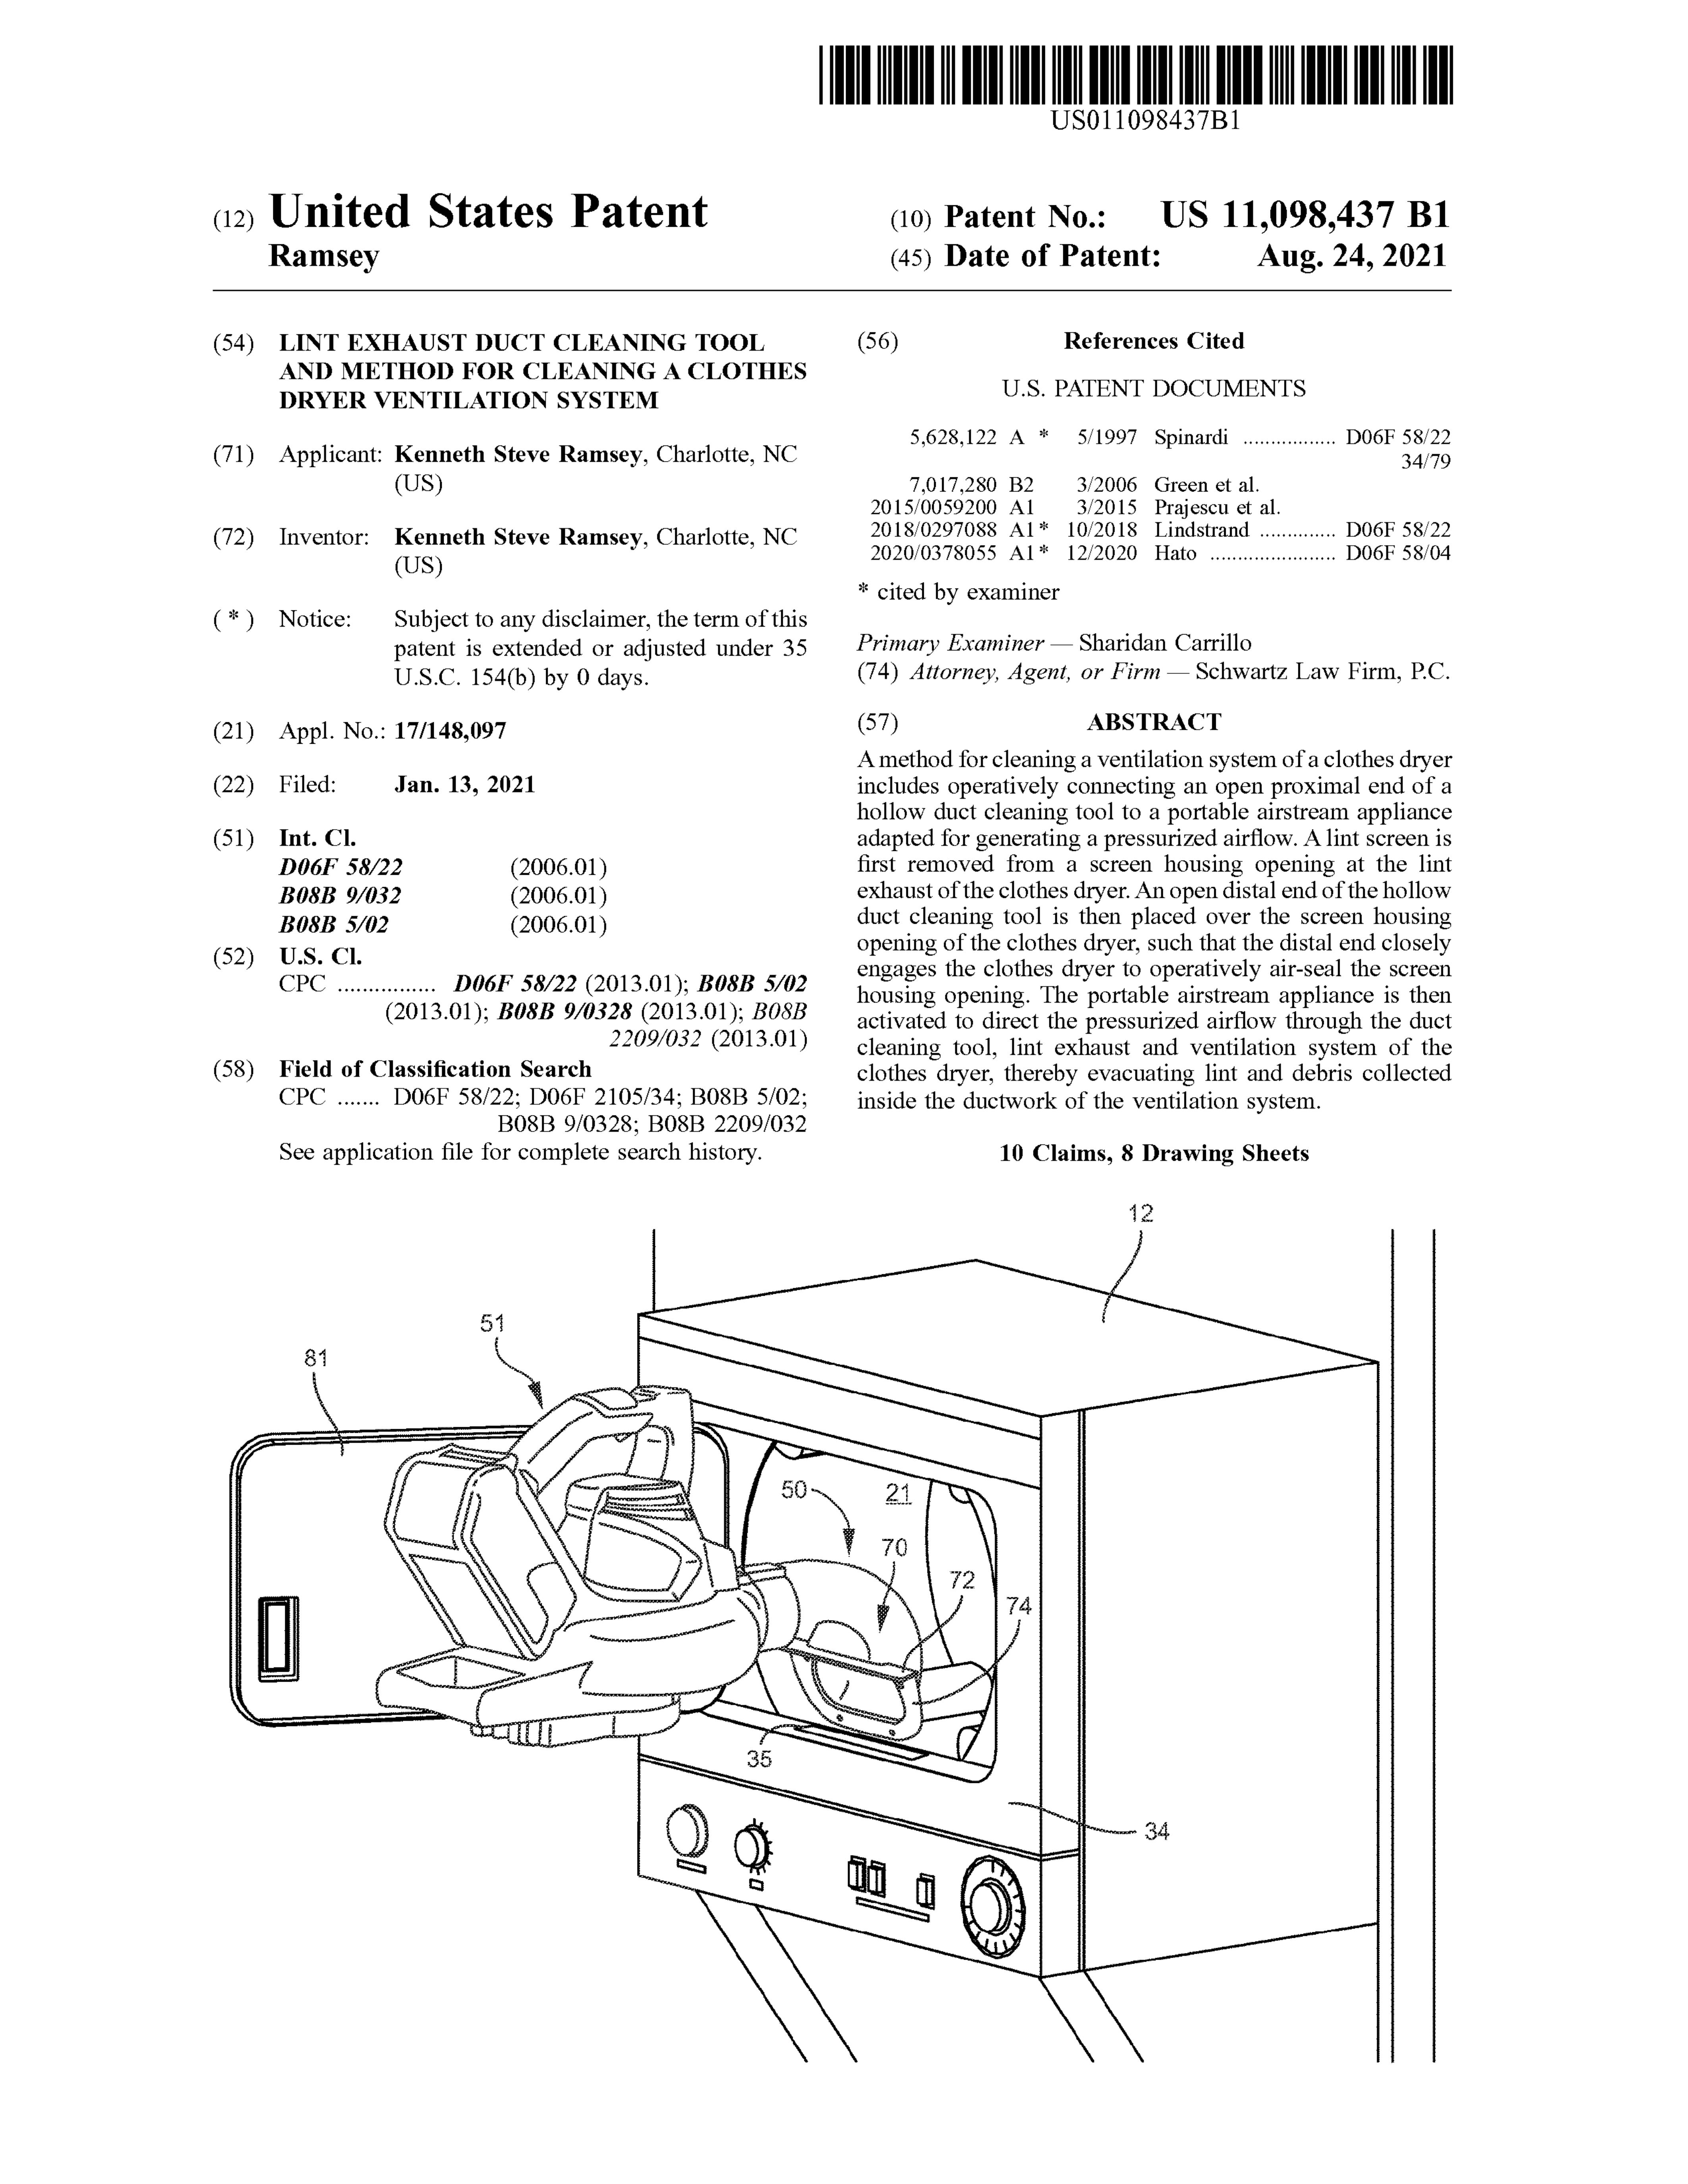 US011098437B1
(12) United States Patent
Ramsey
(10) Patent No.: US 11,098,437 B1
(45) Date of Patent: Aug. 24, 2021
(54) LINT EXHAUST DUCT CLEANING TOOL
AND METHOD FOR CLEANING A CLOTHES
DRYER VENTILATION SYSTEM
(71) Applicant: Kenneth Steve Ramsey, Charlotte, NC
(US)
(72) Inventor: Kenneth Steve Ramsey, Charlotte, NC
(US)
( * ) Notice: Subject to any disclaimer, the term of this
patent is extended or adjusted under 35
U.S.C. 154(b) by 0 days.
(21) Appl. No.: 17/148,097
(22) Filed: Jan. 13, 2021
(51) Int. Cl.
D06F 58/22 (2006.01)
B08B 9/032 (2006.01)
B08B 5/02 (2006.01)
(52) U.S. Cl.
CPC ............... D06F 58/22 (2013.01); B08B 5/02
(2013.01); B08B 9/0328 (2013.01); B08B
2209/032 (2013.01)
(58) Field of Classification Search
CPC ....... D06F 58/22; D06F 2105/34; B08B 5/02;
B08B 9/0328; B08B 2209/032
See application file for complete search history.
(56) References Cited
U.S. PATENT DOCUMENTS
5,628,122 A * 5/1997 Spinardi ................. D06F 58/22
34/79
7,017,280 B2 3/2006 Green et al.
2015/0059200 A1 3/2015 Prajescu et al.
2018/0297088 A1* 10/2018 Lindstrand .............. D06F 58/22
2020/0378055 A1* 12/2020 Hato ....................... D06F 58/04
* cited by examiner
Primary Examiner — Sharidan Carrillo
(74) Attorney, Agent, or Firm — Schwartz Law Firm, P.C.
(57) ABSTRACT
A method for cleaning a ventilation system of a clothes dryer
includes operatively connecting an open proximal end of a
hollow duct cleaning tool to a portable airstream appliance
adapted for generating a pressurized airflow. A lint screen is
first removed from a screen housing opening at the lint
exhaust of the clothes dryer. An open distal end of the hollow
duct cleaning tool is then placed over the screen housing
opening of the clothes dryer, such that the distal end closely
engages the clothes dryer to operatively air-seal the screen
housing opening. The portable airstream appliance is then
activated to direct the pressurized airflow through the duct
cleaning tool, lint exhaust and ventilation system of the
clothes dryer, thereby evacuating lint and debris collected
inside the ductwork of the ventilation system.
10 Claims, 8 Drawing Sheets
12
51
81
50
21
70
72
74
35
34